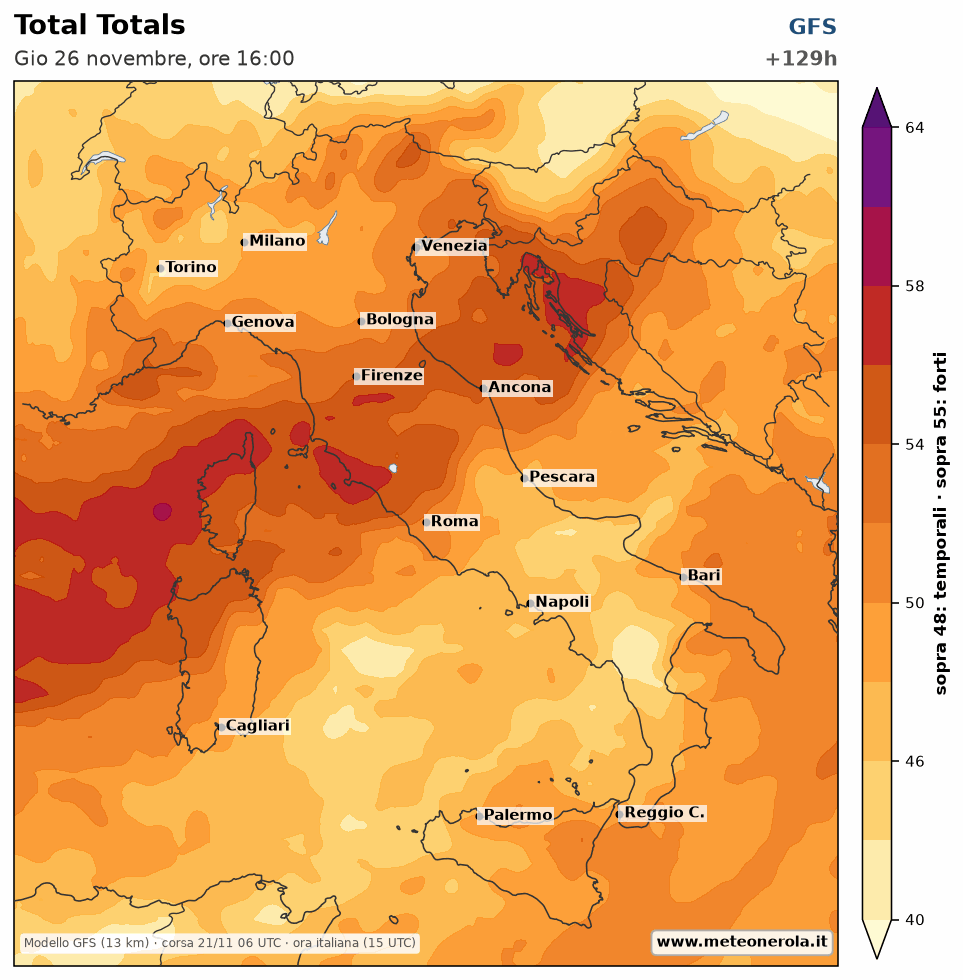 Total Totals
GFS
Gio 26 novembre, ore 16:00
+129h
Milano
Venezia
Torino
Genova
Bologna
Firenze
Ancona
Pescara
Roma
Bari
Napoli
Cagliari
Palermo
Reggio C.
64
58
54
50
46
40
sopra 48: temporali · sopra 55: forti
Modello GFS (13 km) · corsa 21/11 06 UTC · ora italiana (15 UTC)
www.meteonerola.it